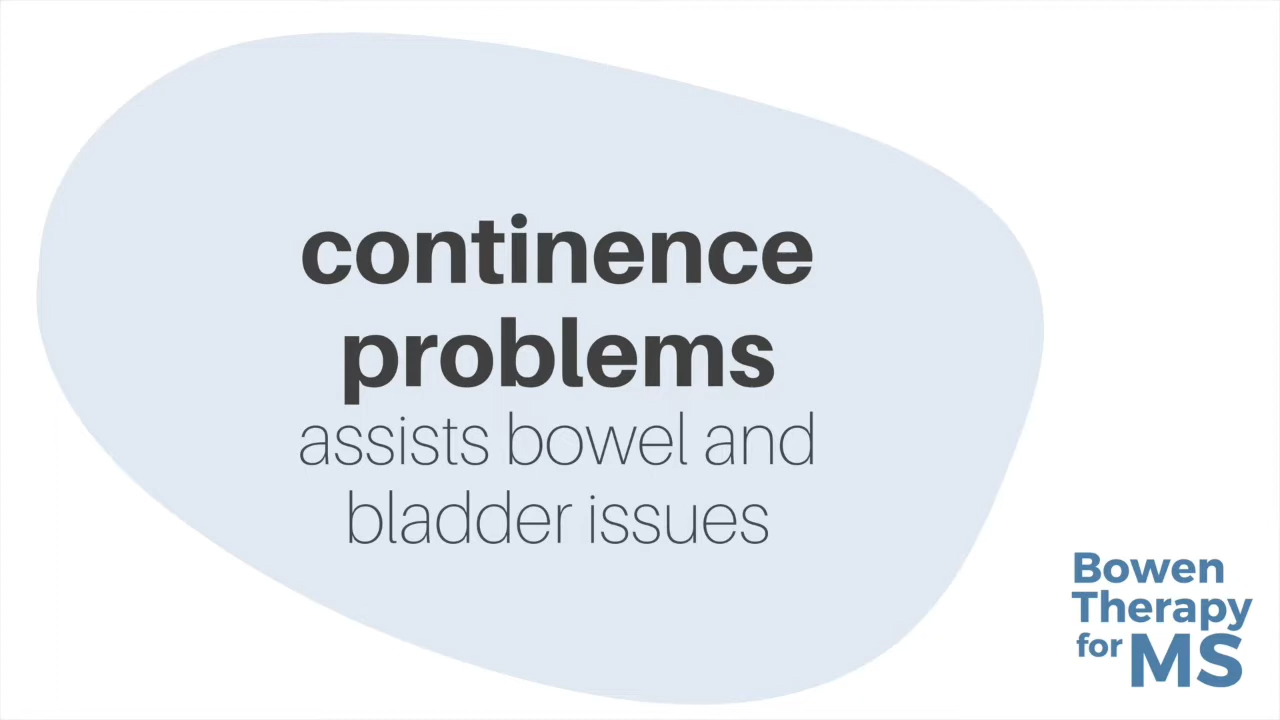 continence
problems
assists bowel and
bladder issues
Bowen
Therapy
for MS